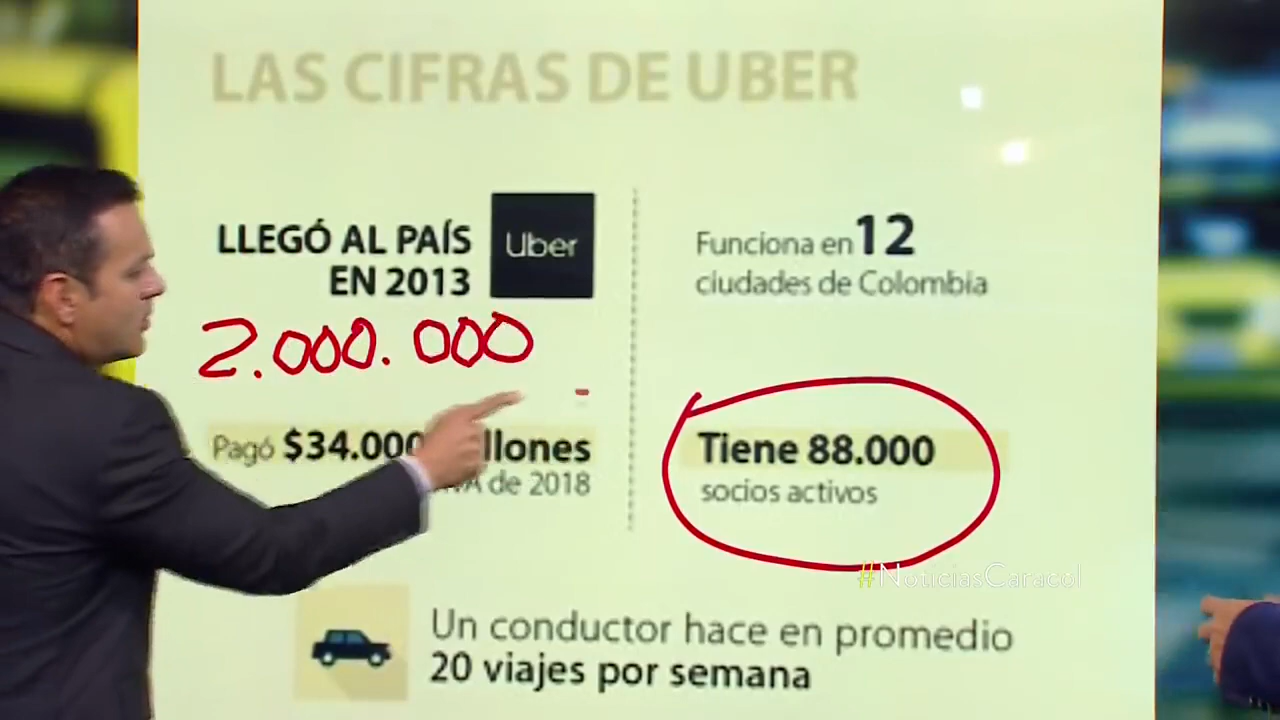 LAS CIFRAS DE UBER
LLEGÓ AL PAÍS
EN 2013
Uber
2.000.000
Pagó $34.000
de 2018
Funciona en 12
ciudades de Colombia
Tiene 88.000
socios activos
#NoticiasCaracol
Un conductor hace en promedio
20 viajes por semana